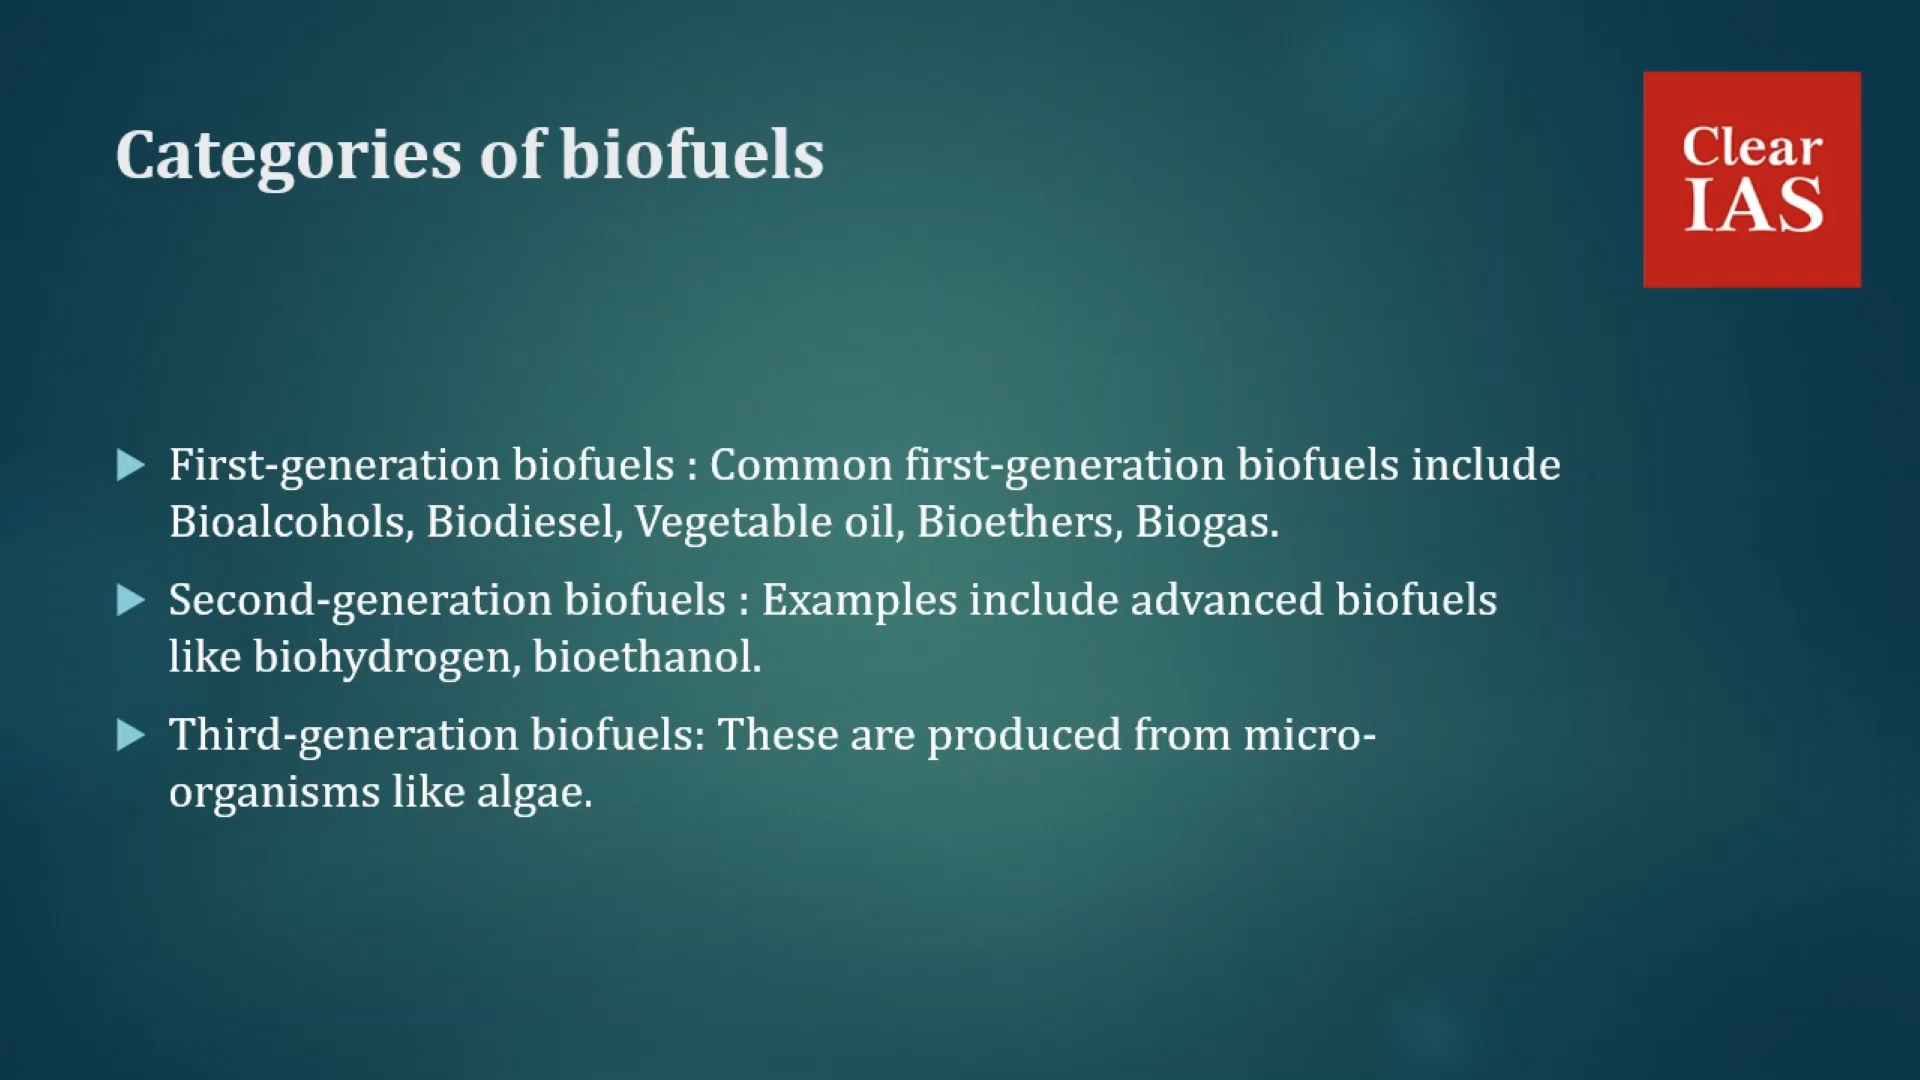 Categories of biofuels
Clear
IAS
First-generation biofuels : Common first-generation biofuels include
Bioalcohols, Biodiesel, Vegetable oil, Bioethers, Biogas.
Second-generation biofuels : Examples include advanced biofuels
like biohydrogen, bioethanol.
Third-generation biofuels: These are produced from micro-
organisms like algae.